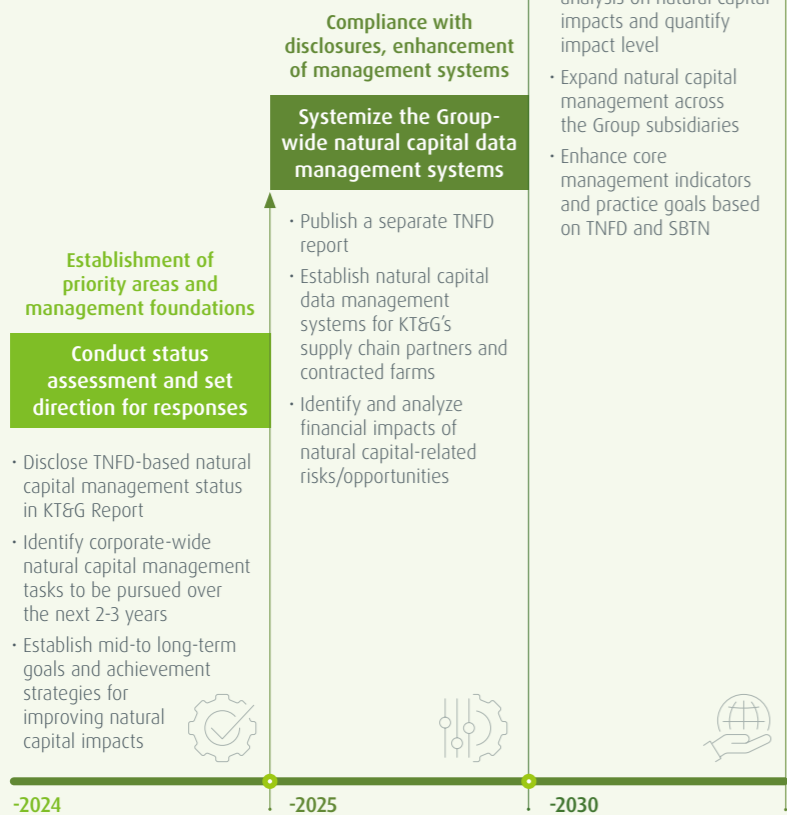 Establishment of
priority areas and
management foundations
Conduct status
assessment and set
direction for responses
· Disclose TNFD-based natural
capital management status
in KT&G Report
· Identify corporate-wide
natural capital management
tasks to be pursued over
the next 2-3 years
· Establish mid-to long-term
goals and achievement
strategies for
improving natural
capital impacts
-2024
Compliance with
disclosures, enhancement
of management systems
Systemize the Group-
wide natural capital data
management systems
· Publish a separate TNFD
report
· Establish natural capital
data management
systems for KT&G's
supply chain partners and
contracted farms
· Identify and analyze
financial impacts of
natural capital-related
risks/opportunities
-2025
analysis on natural capital
impacts and quantify
impact level
· Expand natural capital
management across
the Group subsidiaries
· Enhance core
management indicators
and practice goals based
on TNFD and SBTN
-2030